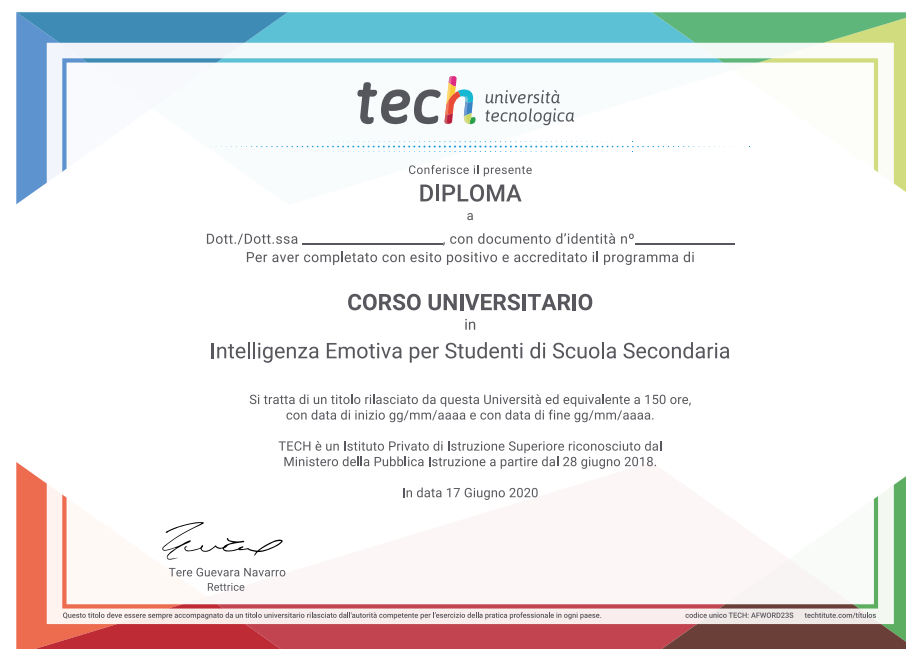 tech università
tecnologica
Conferisce il presente
DIPLOMA
a
Dott./Dott.ssa ____________________, con documento d'identità nº______________
Per aver completato con esito positivo e accreditato il programma di
CORSO UNIVERSITARIO
in
Intelligenza Emotiva per Studenti di Scuola Secondaria
Si tratta di un titolo rilasciato da questa Università ed equivalente a 150 ore,
con data di inizio gg/mm/aaaa e con data di fine gg/mm/aaaa.
TECH è un Istituto Privato di Istruzione Superiore riconosciuto dal
Ministero della Pubblica Istruzione a partire dal 28 giugno 2018.
In data 17 Giugno 2020
Tere Guevara Navarro
Rettrice
Questo titolo deve essere sempre accompagnato da un titolo universitario rilasciato dall'autorità competente per l'esercizio della pratica professionale in ogni paese. codice unico TECH: AFWORD23S techtitute.com/titulos